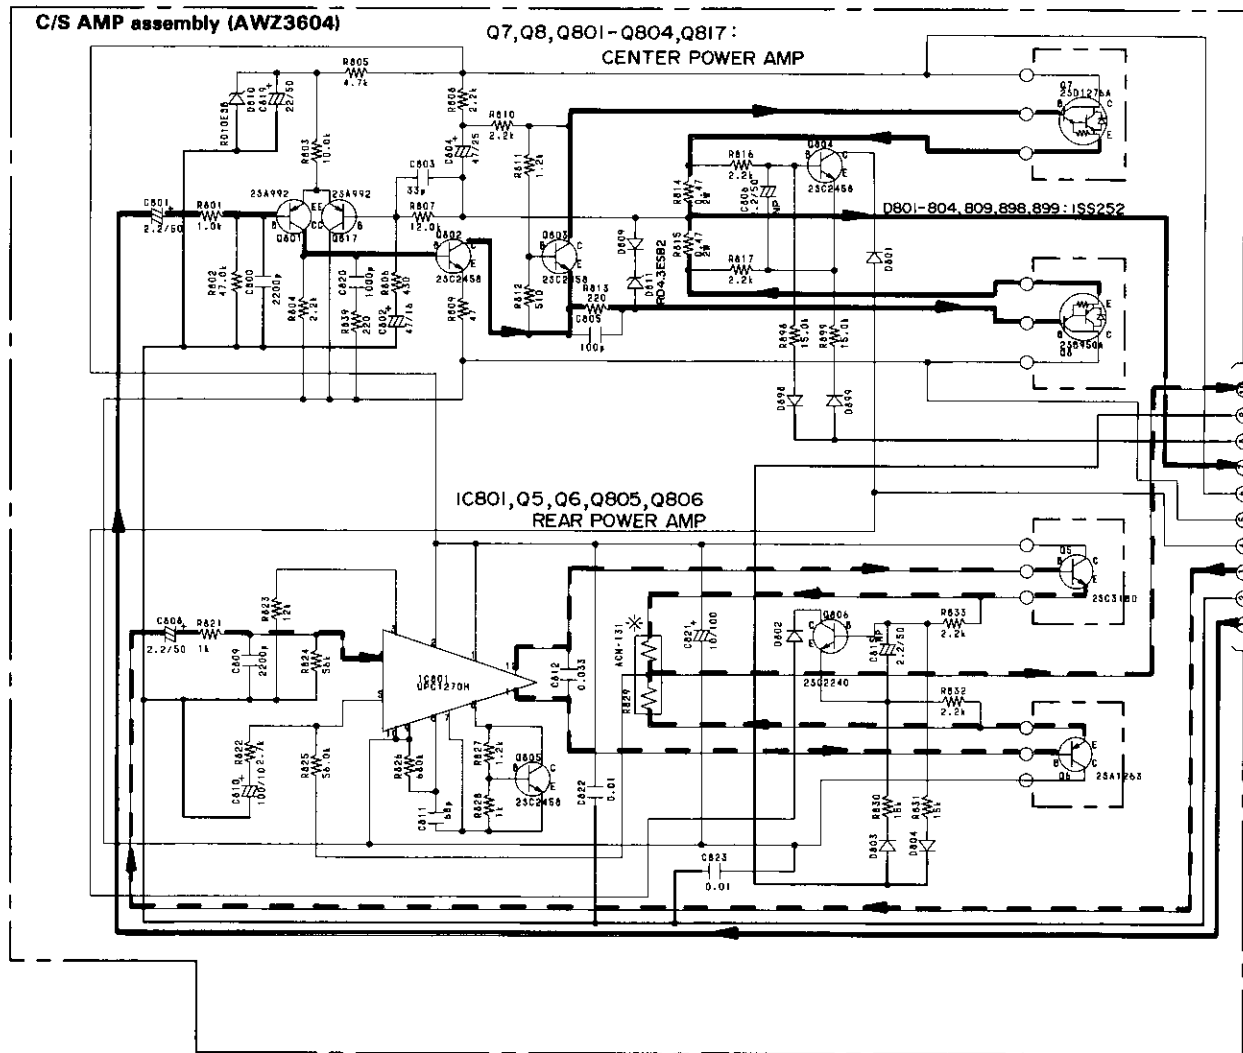 C/S AMP assembly (AWZ3604)
Q7,Q8,Q801-Q804,Q817:
CENTER POWER AMP
R805
4.7k
D810
RD10ESB
C819
22/50
R803
10.0k
R808
2.2k
R810
2.2k
C804
47/25
R811
1.2k
C803
33p
R807
12.0k
2SA992
2SA992
EE
CC
B
B
Q801
Q817
C801
2.2/50
R801
1.0k
R802
47.0k
C800
2200p
R804
2.2k
C820
1000p
R839
220
R806
430
C802
47/16
Q802
B
C
E
2SC2458
R809
47
Q803
B
C
E
2SC2458
R812
510
R813
220
C805
100p
D809
D811
RD4.3ESB2
R814
0.47
2W
R815
0.47
2W
R816
2.2k
C806
2.2/50
NP
R817
2.2k
Q804
B
C
E
2SC2458
D801-804,809,898,899:1SS252
D801
R898
15.0k
R899
15.0k
D898
D899
Q7
2SD1276A
B
C
E
2SB950A
Q8
B
E
C
IC801,Q5,Q6,Q805,Q806
REAR POWER AMP
R823
12k
C808
2.2/50
R821
1k
C809
2200p
R824
56k
IC801
UPC1270H
R822
2.7k
C810
100/10
R825
56.0k
R826
680k
C811
68p
R827
1.2k
R828
1k
Q805
B
C
E
2SC2458
C812
0.033
C822
0.01
※
ACN-131
R829
C821
10/100
D802
Q806
C
B
E
2SC2240
NP
2.2/50
R833
2.2k
R832
2.2k
R830
15k
R831
15k
D803
D804
C823
0.01
Q5
B
C
E
2SC3180
Q6
B
E
C
2SA1263